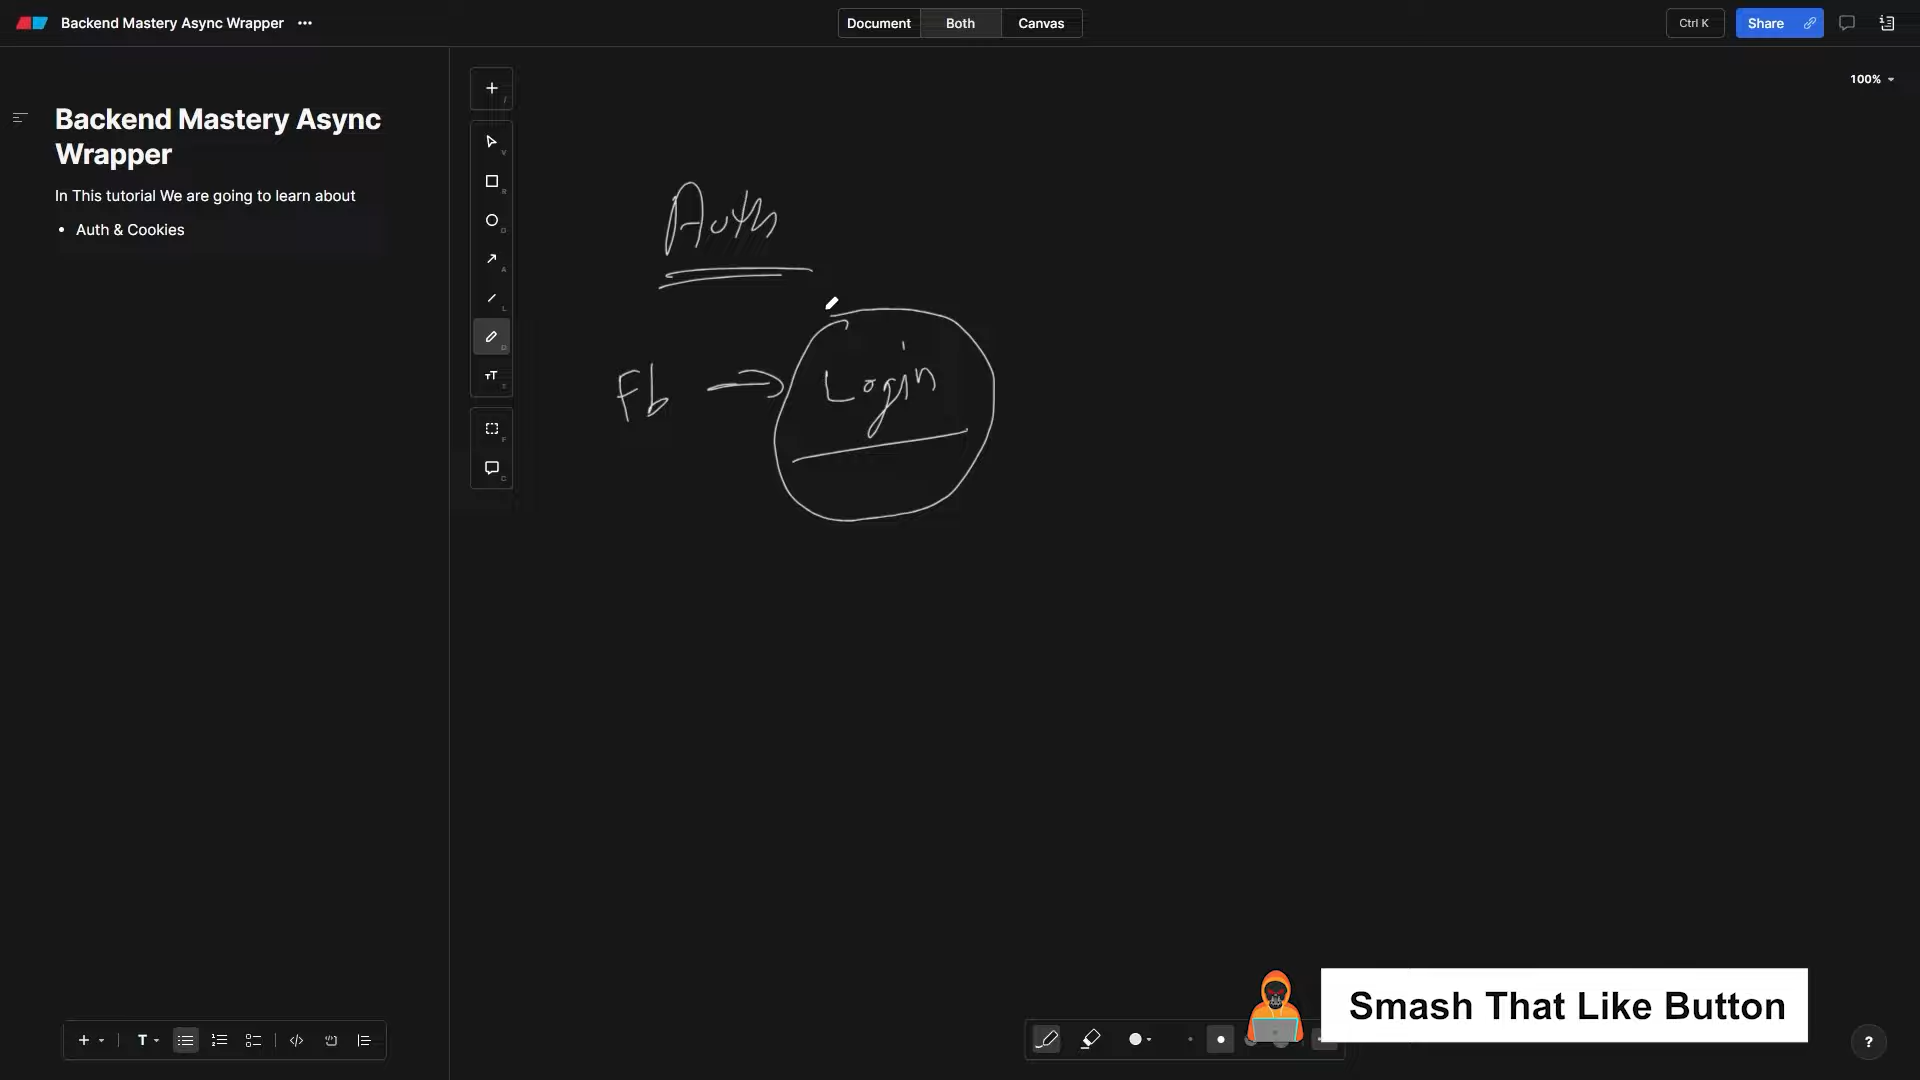 Backend Mastery Async Wrapper
Document
Both
Canvas
Ctrl K
Share
100%
Backend Mastery Async
Wrapper
In This tutorial We are going to learn about
• Auth & Cookies
Auth
Fb → Login
Smash That Like Button
T
?